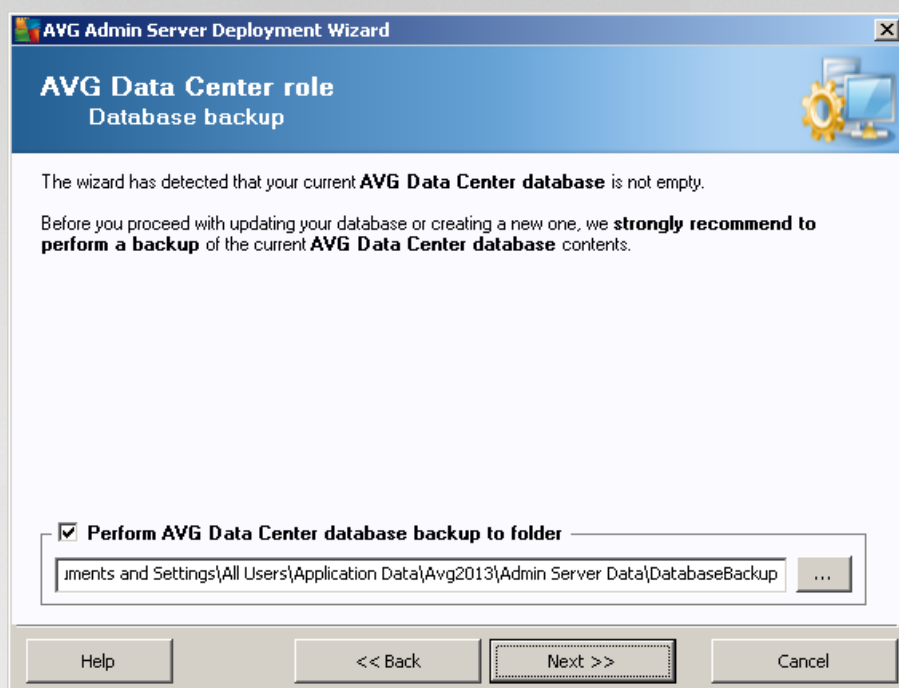 AVG Admin Server Deployment Wizard
AVG Data Center role
Database backup
The wizard has detected that your current AVG Data Center database is not empty.
Before you proceed with updating your database or creating a new one, we strongly recommend to
perform a backup of the current AVG Data Center database contents.
Perform AVG Data Center database backup to folder
uments and Settings\All Users\Application Data\Avg2013\Admin Server Data\DatabaseBackup
...
Help
<< Back
Next >>
Cancel